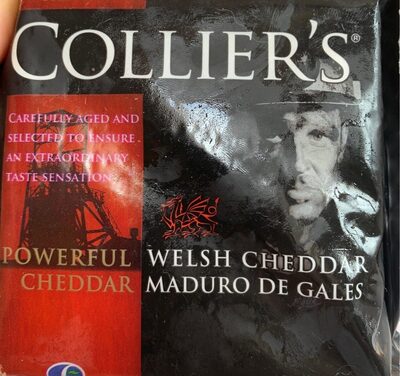 COLLIER'S®
CAREFULLY AGED AND
SELECTED TO ENSURE
AN EXTRAORDINARY
TASTE SENSATION.
POWERFUL
CHEDDAR
WELSH CHEDDAR
MADURO DE GALES